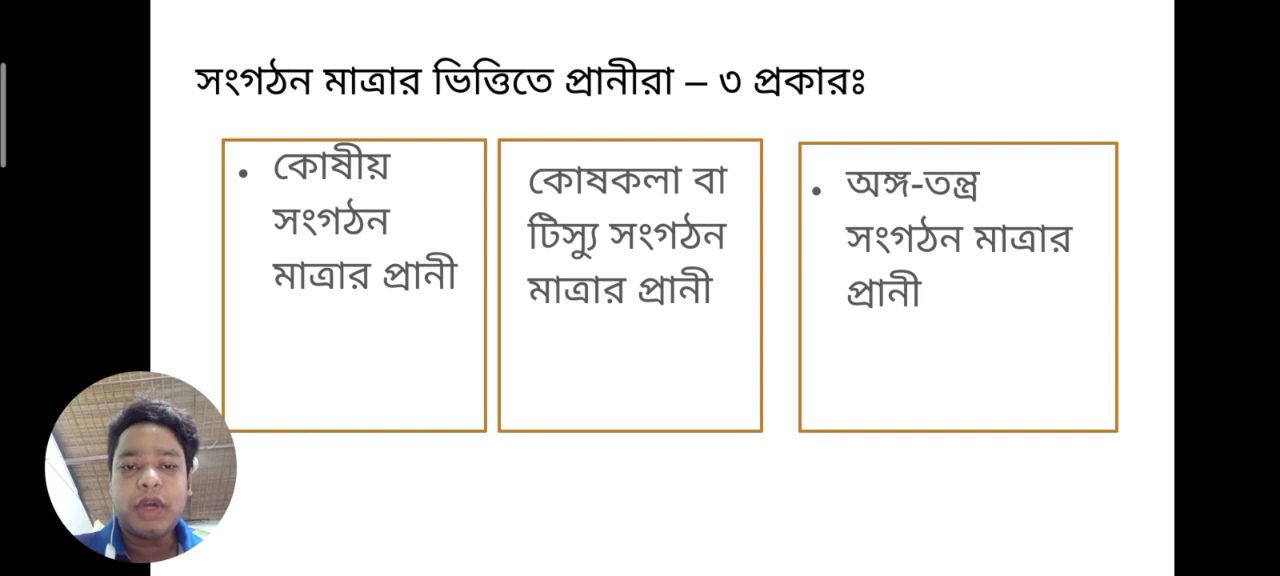 সংগঠন মাত্রার ভিত্তিতে প্রানীরা – ৩ প্রকারঃ
• কোষীয়
সংগঠন
মাত্রার প্রানী
কোষকলা বা
টিস্যু সংগঠন
মাত্রার প্রানী
• অঙ্গ-তন্ত্র
সংগঠন মাত্রার
প্রানী